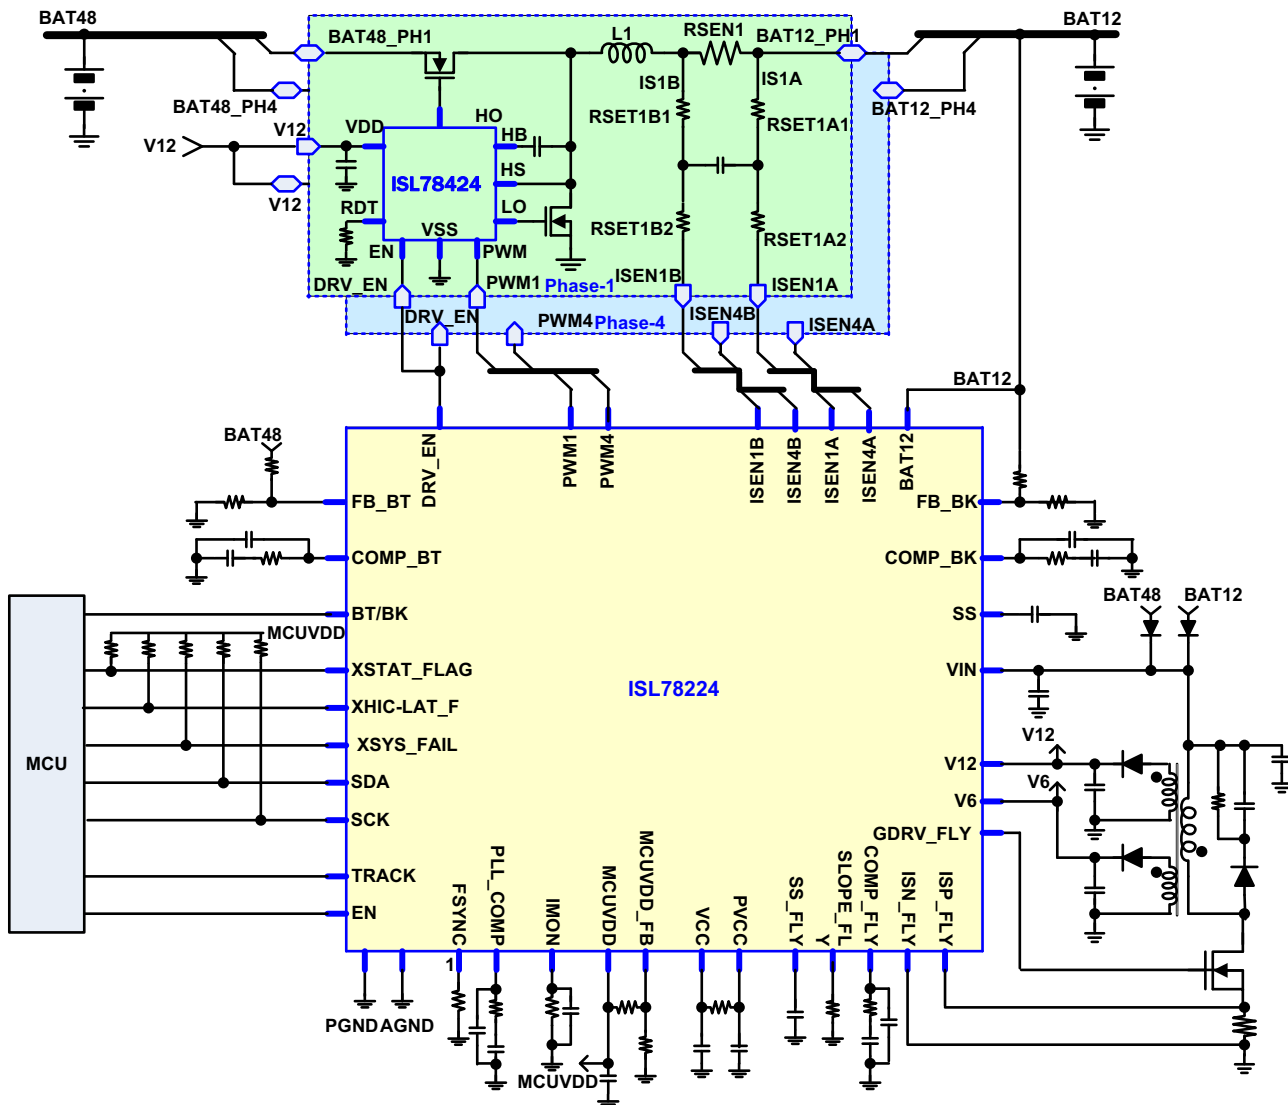 BAT48
BAT12
L1
RSEN1
BAT48_PH1
BAT12_PH1
IS1B
IS1A
BAT48_PH4
BAT12_PH4
HO
RSET1B1
RSET1A1
V12
V12
VDD
HB
ISL78424
HS
V12
RDT
LO
VSS
RSET1B2
RSET1A2
EN
PWM
ISEN1B
ISEN1A
DRV_EN
PWM1
Phase-1
DRV_EN
PWM4
Phase-4
ISEN4B
ISEN4A
BAT12
BAT48
DRV_EN
PWM1
PWM4
ISEN1B
ISEN4B
ISEN1A
ISEN4A
BAT12
FB_BT
FB_BK
COMP_BT
COMP_BK
BAT48
BAT12
BT/BK
SS
MCUVDD
XSTAT_FLAG
VIN
ISL78224
XHIC-LAT_F
V12
XSYS_FAIL
MCU
V12
V6
SDA
V6
SCK
GDRV_FLY
TRACK
EN
FSYNC
PLL_COMP
IMON
MCUVDD
MCUVDD_FB
VCC
PVCC
SS_FLY
SLOPE_FL
Y
COMP_FLY
ISN_FLY
ISP_FLY
1
PGND
AGND
MCUVDD